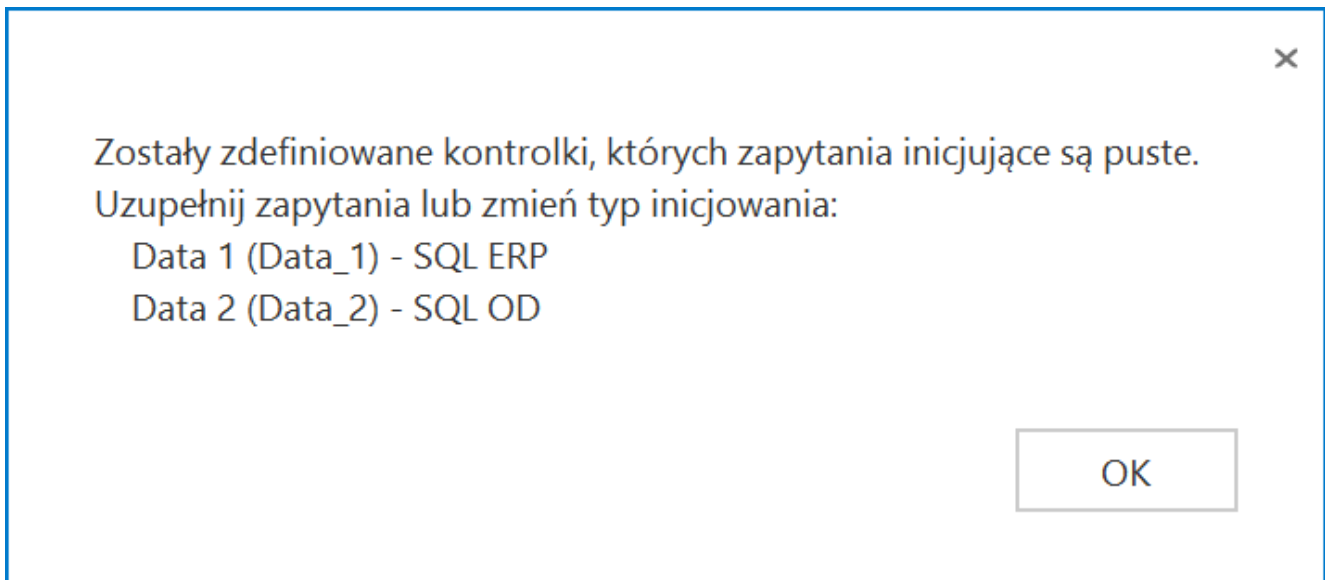 Zostały zdefiniowane kontrolki, których zapytania inicjujące są puste.
Uzupełnij zapytania lub zmień typ inicjowania:
Data 1 (Data_1) - SQL ERP
Data 2 (Data_2) - SQL OD
OK